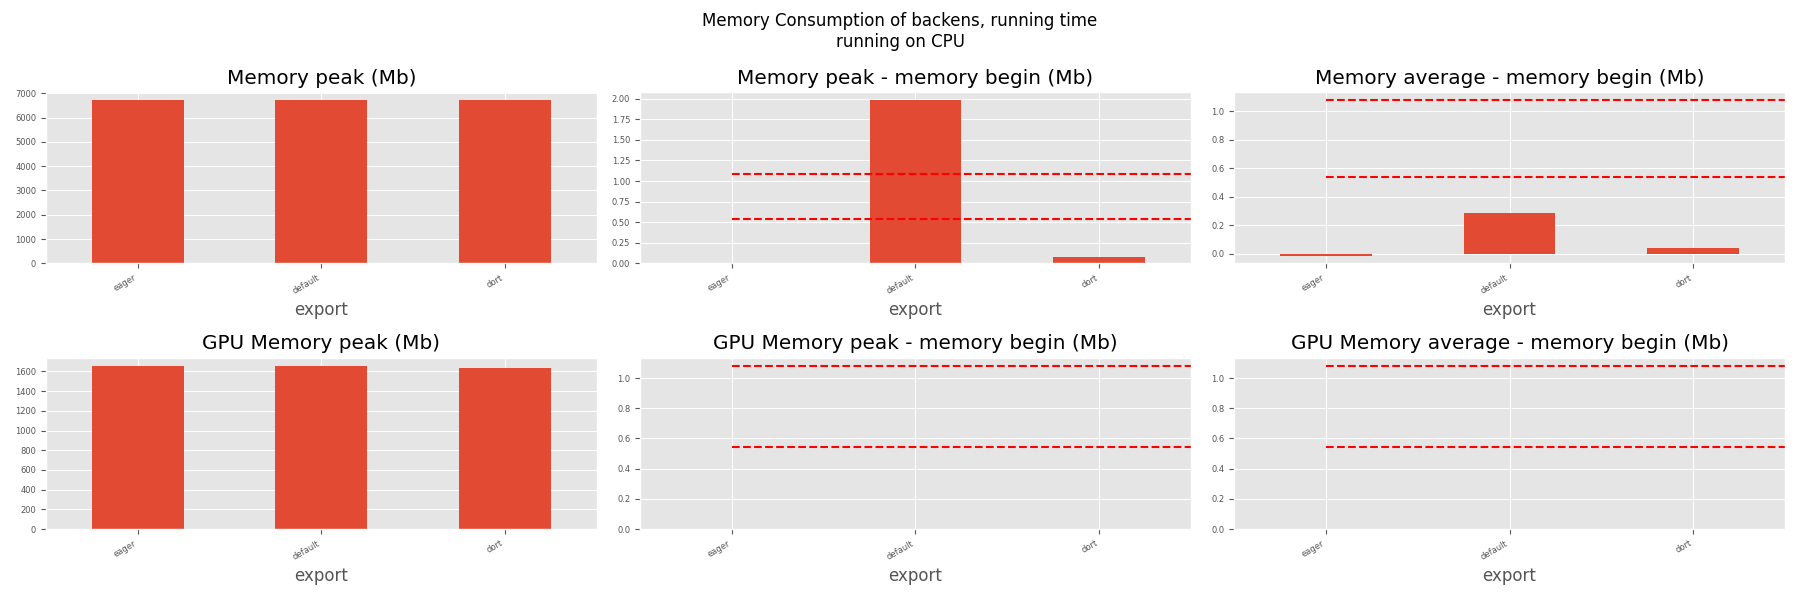 Memory Consumption of backens, running time
running on CPU
Memory peak (Mb)
7000
6000
5000
4000
3000
2000
1000
0
eager
default
dort
export
Memory peak - memory begin (Mb)
2.00
1.75
1.50
1.25
1.00
0.75
0.50
0.25
0.00
eager
default
dort
export
Memory average - memory begin (Mb)
1.0
0.8
0.6
0.4
0.2
0.0
eager
default
dort
export
GPU Memory peak (Mb)
1600
1400
1200
1000
800
600
400
200
0
eager
default
dort
export
GPU Memory peak - memory begin (Mb)
1.0
0.8
0.6
0.4
0.2
0.0
eager
default
dort
export
GPU Memory average - memory begin (Mb)
1.0
0.8
0.6
0.4
0.2
0.0
eager
default
dort
export